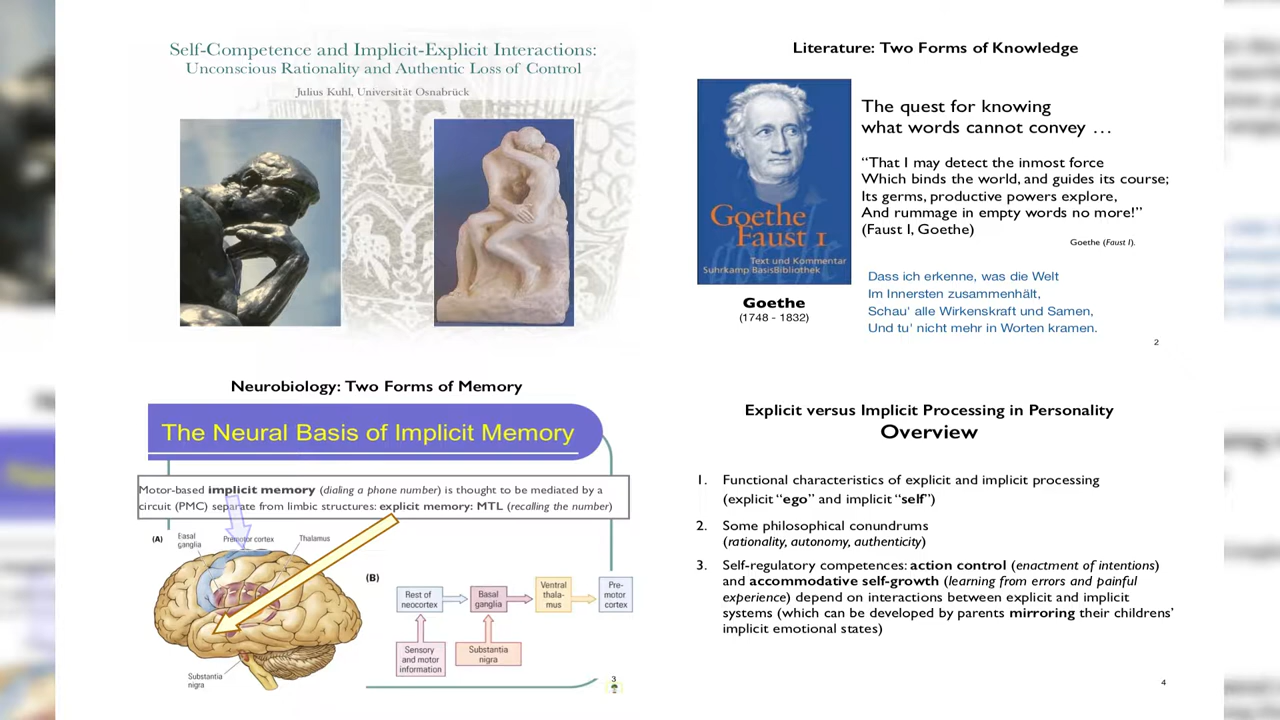 Self-Competence and Implicit-Explicit Interactions:
Unconscious Rationality and Authentic Loss of Control
Julius Kuhl, Universität Osnabrück
Literature: Two Forms of Knowledge
Goethe
Faust I
Text und Kommentar
Suhrkamp BasisBibliothek
Goethe
(1748 - 1832)
The quest for knowing
what words cannot convey …
“That I may detect the inmost force
Which binds the world, and guides its course;
Its germs, productive powers explore,
And rummage in empty words no more!”
(Faust I, Goethe)
Goethe (Faust I).
Dass ich erkenne, was die Welt
Im Innersten zusammenhält,
Schau' alle Wirkenskraft und Samen,
Und tu' nicht mehr in Worten kramen.
2
Neurobiology: Two Forms of Memory
The Neural Basis of Implicit Memory
Motor-based implicit memory (dialing a phone number) is thought to be mediated by a
circuit (PMC) separate from limbic structures: explicit memory: MTL (recalling the number)
(A)
Basal
ganglia
Premotor cortex
Thalamus
Substantia
nigra
(B)
Rest of
neocortex
Basal
ganglia
Ventral
thala-
mus
Pre-
motor
cortex
Sensory
and motor
information
Substantia
nigra
3
Explicit versus Implicit Processing in Personality
Overview
1. Functional characteristics of explicit and implicit processing
(explicit “ego” and implicit “self”)
2. Some philosophical conundrums
(rationality, autonomy, authenticity)
3. Self-regulatory competences: action control (enactment of intentions)
and accommodative self-growth (learning from errors and painful
experience) depend on interactions between explicit and implicit
systems (which can be developed by parents mirroring their childrens’
implicit emotional states)
4